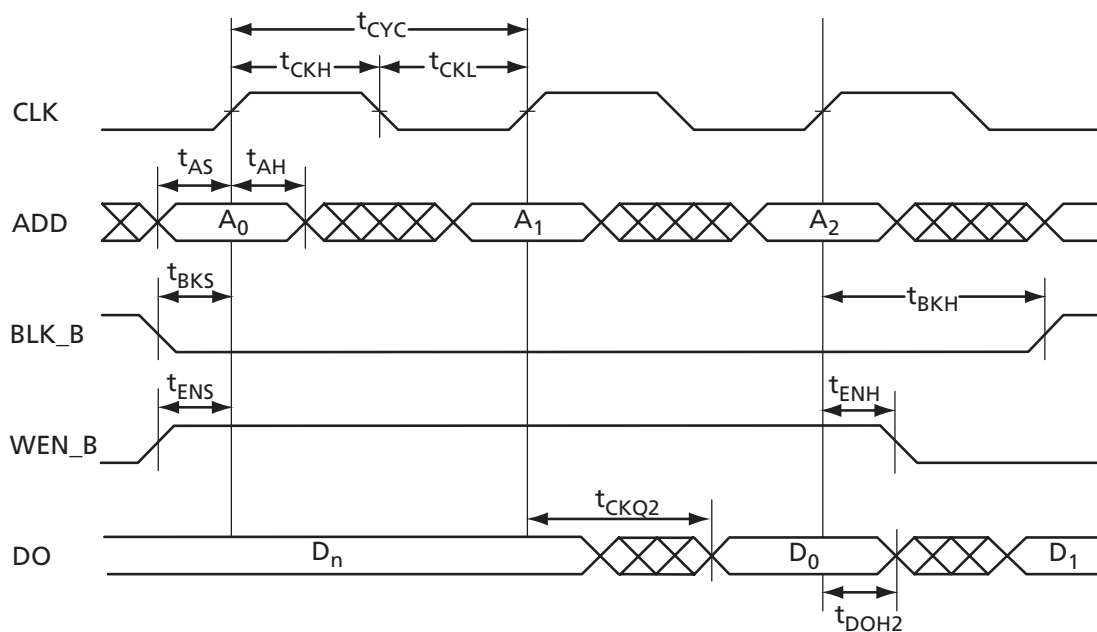 tCYC
tCKH tCKL
CLK
tAS tAH
ADD A0 A1 A2
tBKS tBKH
BLK_B
tENS tENH
WEN_B
tCKQ2
DO Dn D0 D1
tDOH2